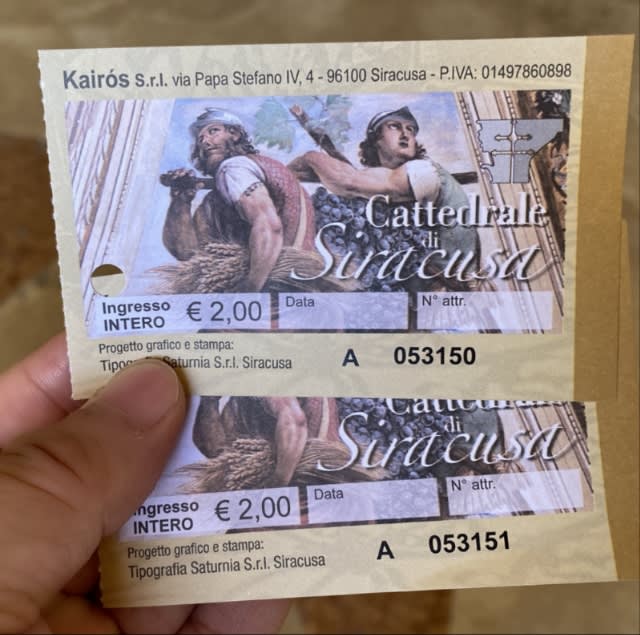 Kairós s.r.l. via Papa Stefano IV, 4 - 96100 Siracusa - P.IVA: 01497860898
Cattedrale
di
Siracusa
Ingresso
INTERO
€ 2,00
Data
N° attr.
Progetto grafico e stampa:
Tipografia Saturnia S.r.l. Siracusa
A 053150
Cattedrale
di
Siracusa
Ingresso
INTERO
€ 2,00
Data
N° attr.
Progetto grafico e stampa:
Tipografia Saturnia S.r.l. Siracusa
A 053151